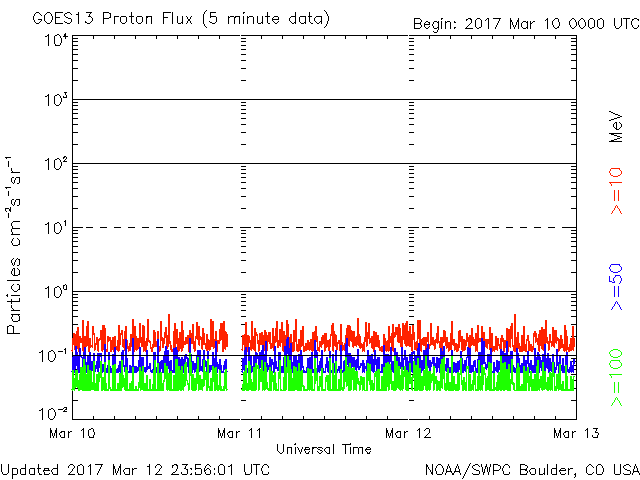 GOES13 Proton Flux (5 minute data)
Begin: 2017 Mar 10 0000 UTC
Particles cm⁻²s⁻¹sr⁻¹
10⁴
10³
10²
10¹
10⁰
10⁻¹
10⁻²
Mar 10
Mar 11
Mar 12
Mar 13
Universal Time
MeV
>=10
>=50
>=100
Updated 2017 Mar 12 23:56:01 UTC
NOAA/SWPC Boulder, CO USA